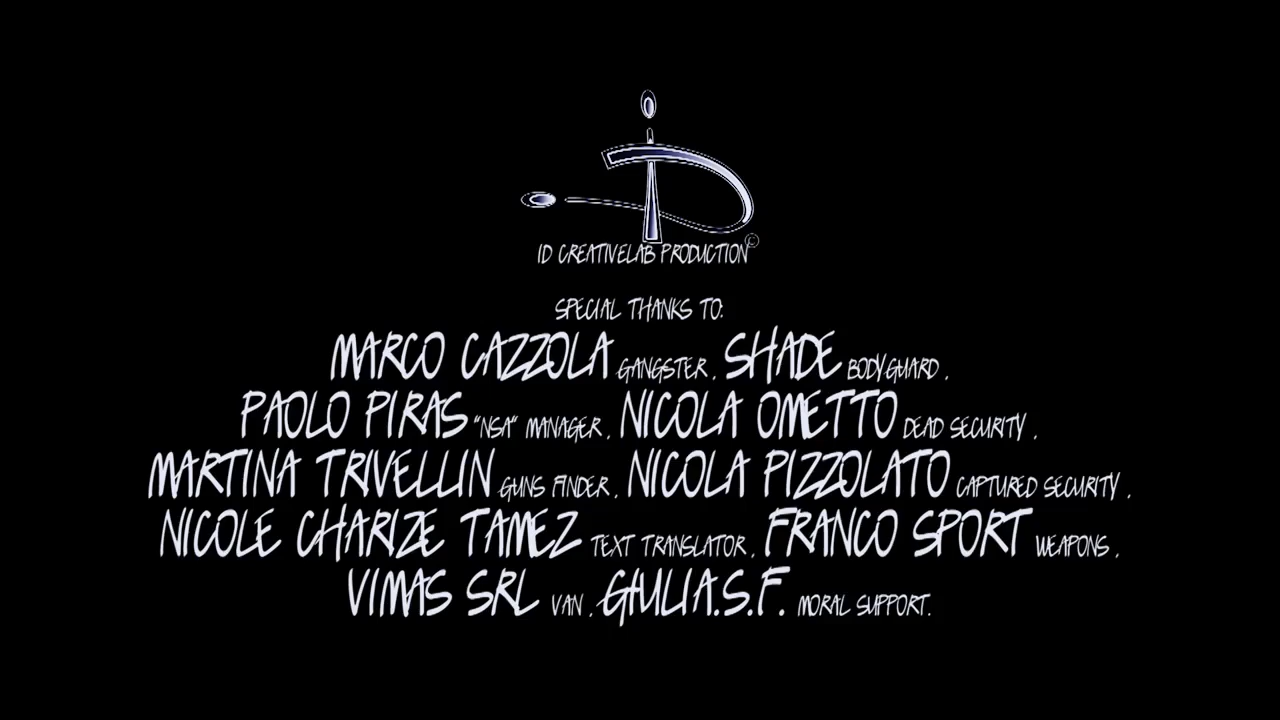 iD ©
ID CREATIVELAB PRODUCTION
SPECIAL THANKS TO:
MARCO CAZZOLA GANGSTER, SHADE BODYGUARD,
PAOLO PIRAS "NSA" MANAGER, NICOLA OMETTO DEAD SECURITY,
MARTINA TRIVELLIN GUNS FINDER, NICOLA PIZZOLATO CAPTURED SECURITY,
NICOLE CHARIZE TAMEZ TEXT TRANSLATOR, FRANCO SPORT WEAPONS,
VIMAS SRL VAN, GIULIA.S.F. MORAL SUPPORT.